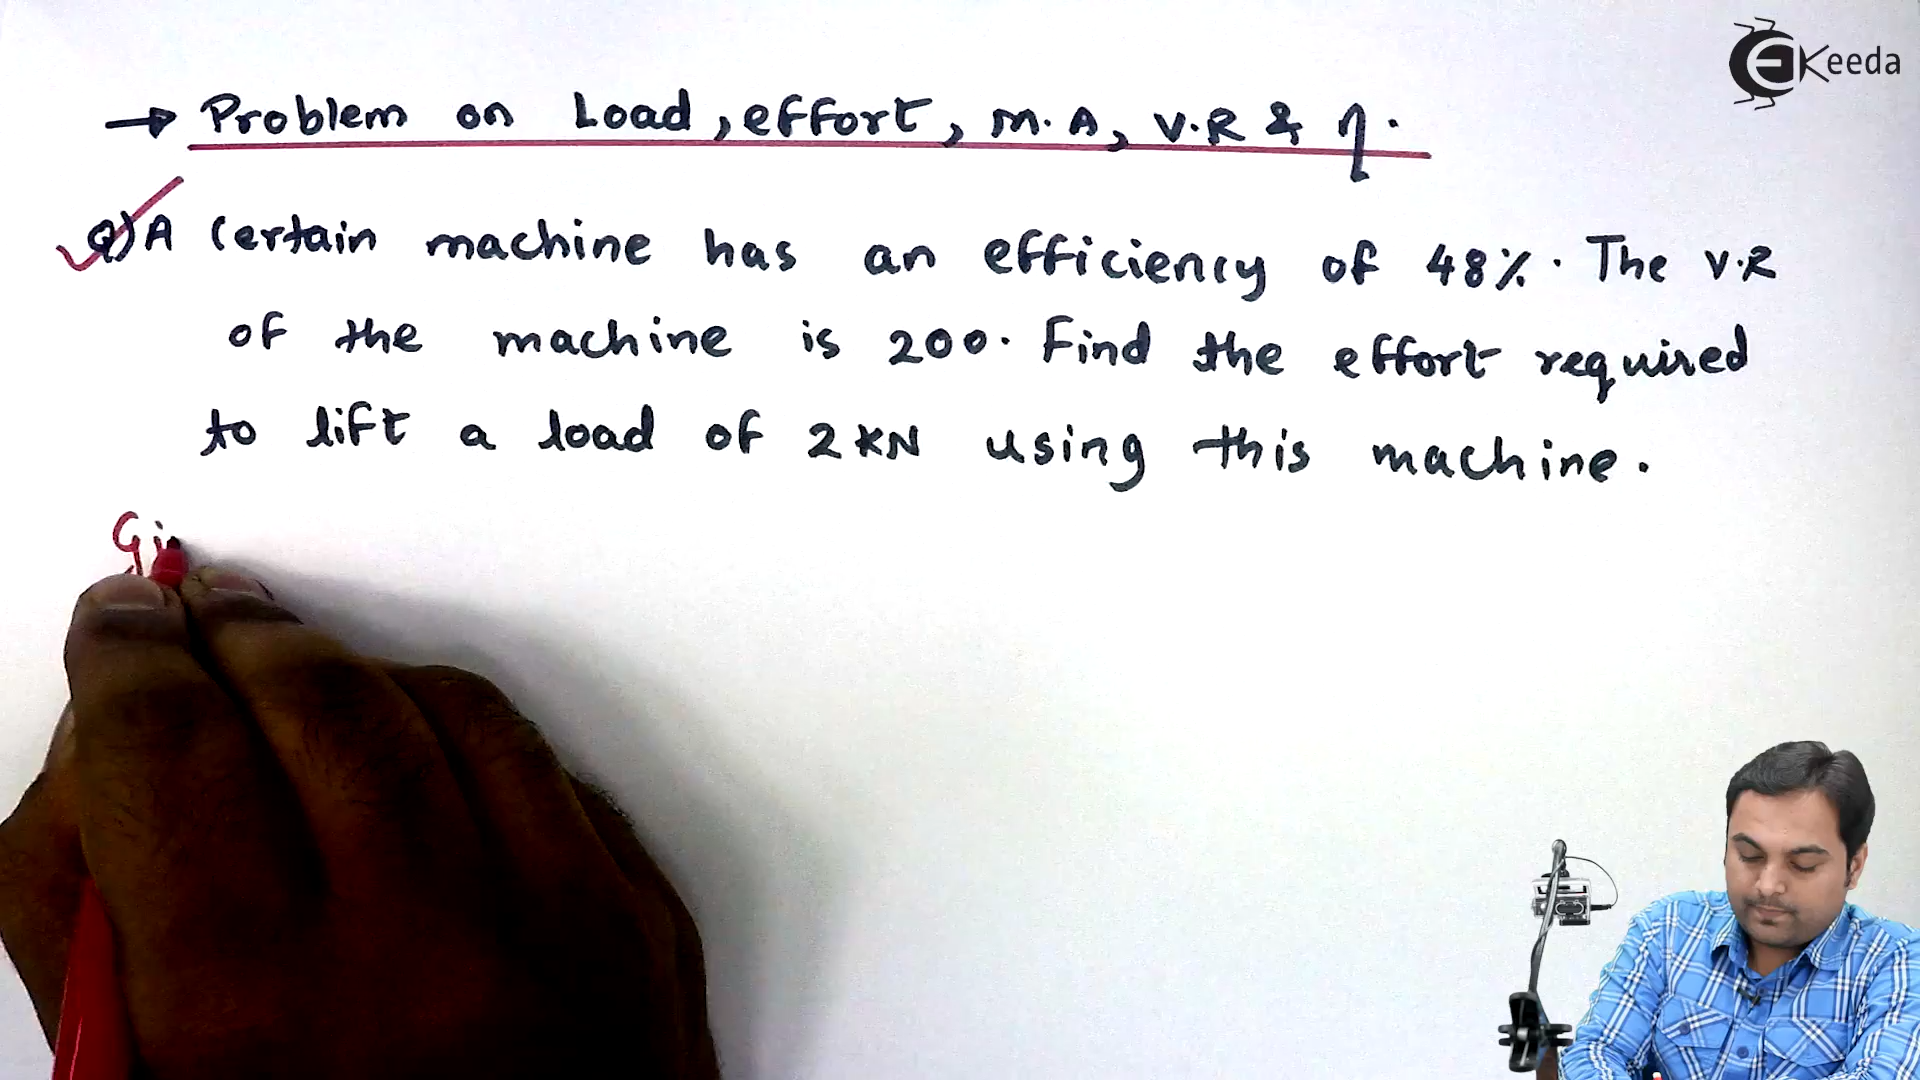 → Problem on Load, effort, M.A, V.R & η.
Q) A Certain machine has an efficiency of 48%. The V.R
of the machine is 200. Find the effort required
to lift a load of 2 KN using this machine.
Gi
EKeeda